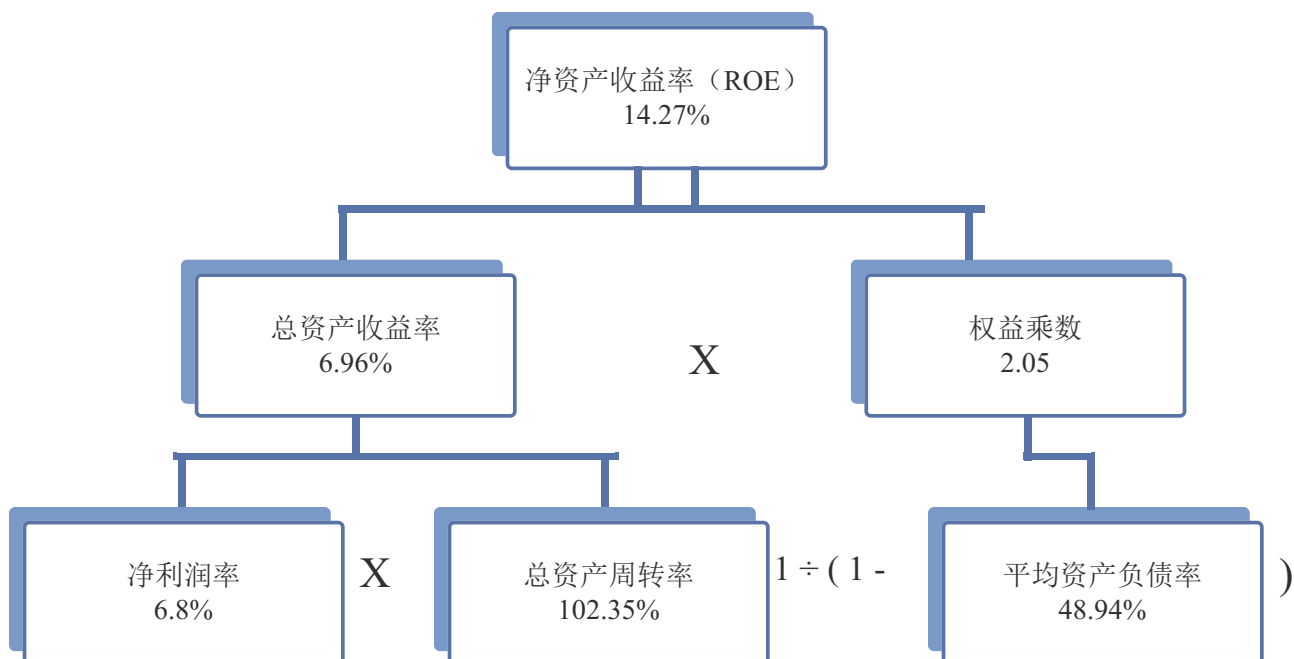 净资产收益率（ROE）
14.27%
总资产收益率
6.96%
X
权益乘数
2.05
净利润率
6.8%
X
总资产周转率
102.35%
1 ÷ ( 1 -
平均资产负债率
48.94%
)